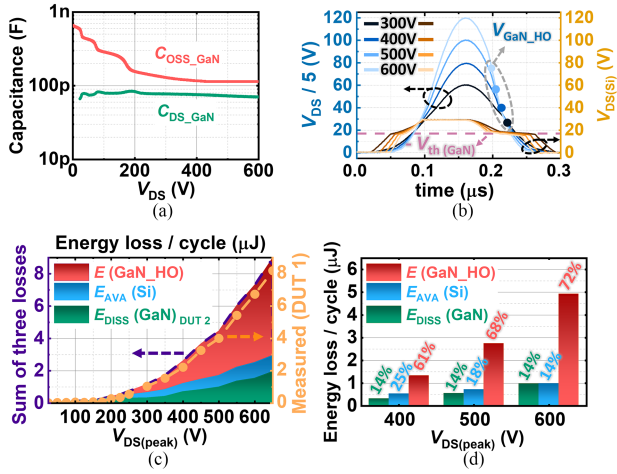 1n
100p
10p
Capacitance (F)
C_OSS_GaN
C_DS_GaN
0 200 400 600
V_DS (V)
(a)
120
100
80
60
40
20
0
V_DS / 5 (V)
300V
400V
500V
600V
V_GaN_HO
- V_th (GaN)
120
100
80
60
40
20
0
V_DS(Si) (V)
0.0 0.1 0.2 0.3
time (μs)
(b)
Energy loss / cycle (μJ)
8
6
4
2
0
Sum of three losses
E (GaN_HO)
E_AVA (Si)
E_DISS (GaN) DUT 2
8
6
4
2
0
Measured (DUT 1)
0 100 200 300 400 500 600
V_DS(peak) (V)
(c)
6
5
4
3
2
1
0
Energy loss / cycle (μJ)
E (GaN_HO)
E_AVA (Si)
E_DISS (GaN)
14% 25% 61%
14% 18% 68%
14% 14% 72%
400 500 600
V_DS(peak) (V)
(d)